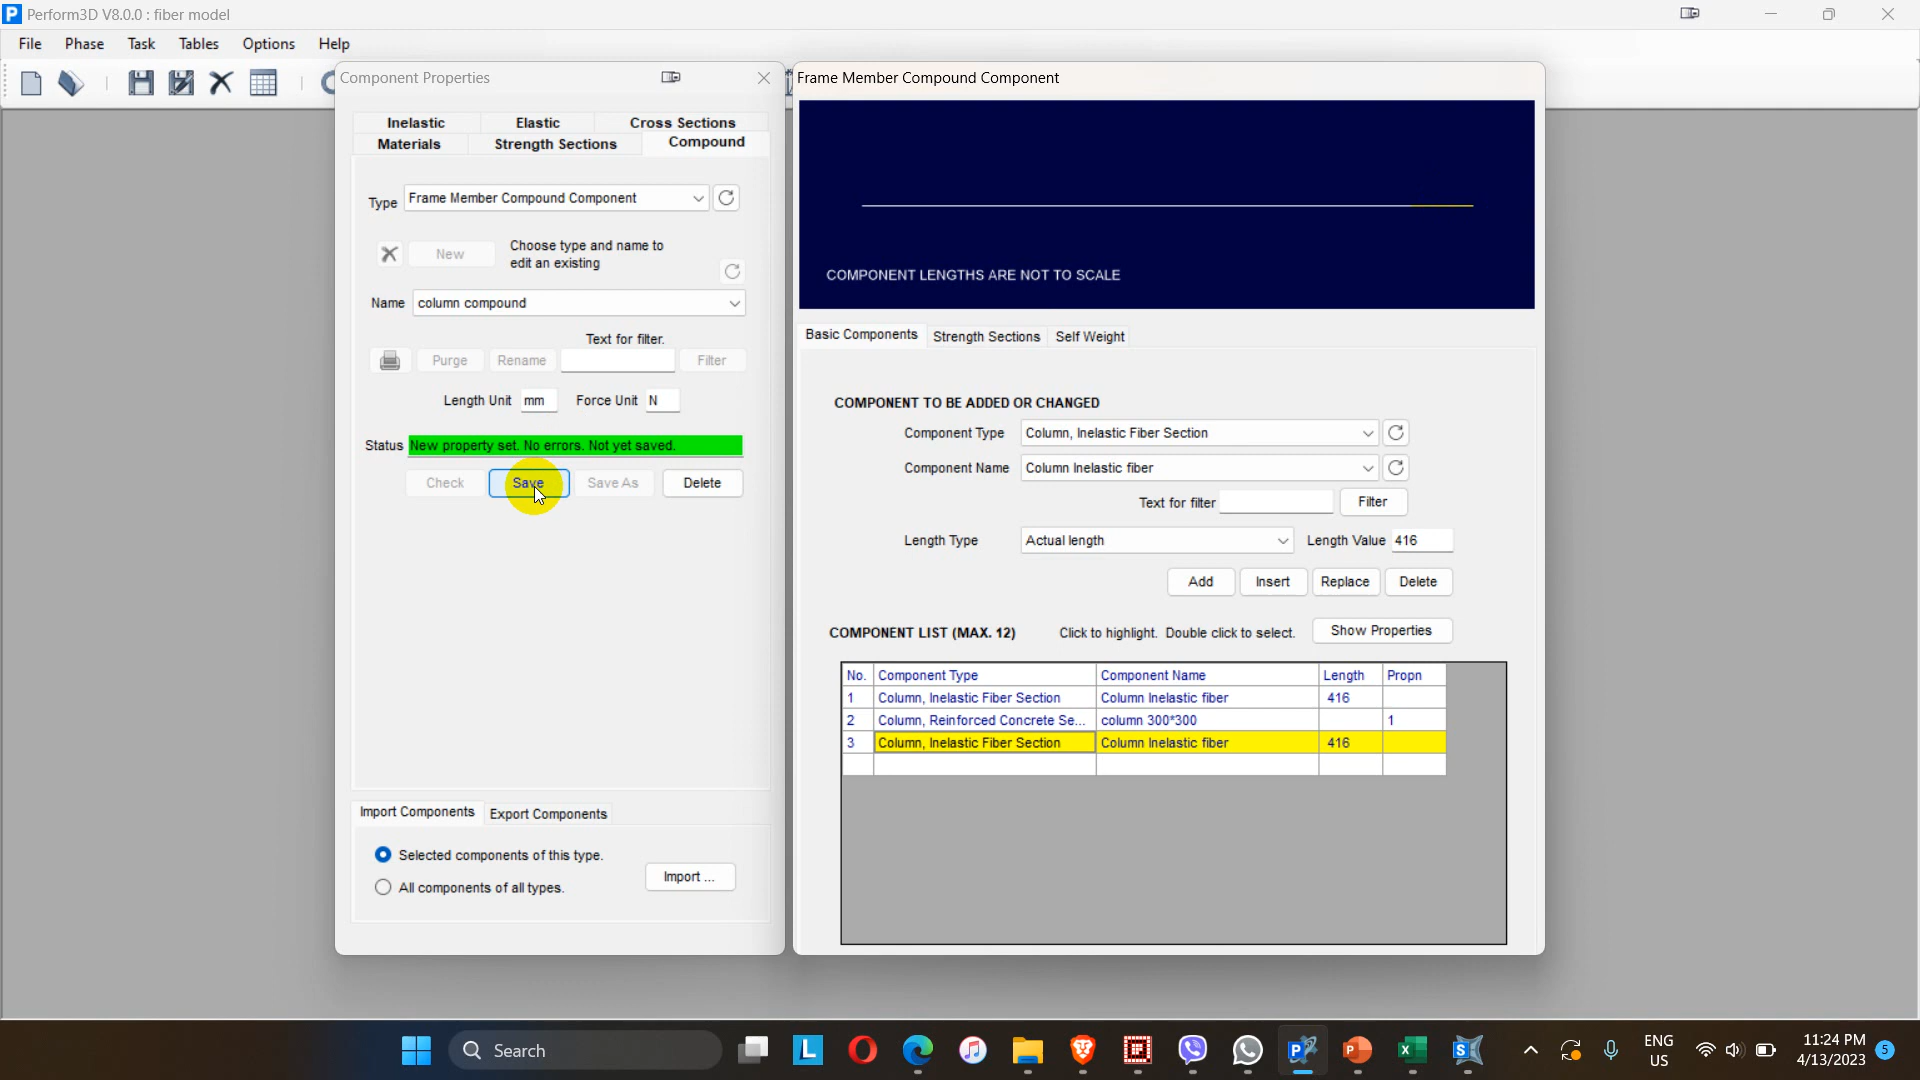 Perform3D V8.0.0 : fiber model
File Phase Task Tables Options Help
Component Properties
Inelastic Elastic Cross Sections
Materials Strength Sections Compound
Type Frame Member Compound Component
New Choose type and name to
edit an existing
Name column compound
Text for filter.
Purge Rename Filter
Length Unit mm Force Unit N
Status New property set. No errors. Not yet saved.
Check Save Save As Delete
Import Components Export Components
Selected components of this type.
All components of all types.
Import ...
Frame Member Compound Component
COMPONENT LENGTHS ARE NOT TO SCALE
Basic Components Strength Sections Self Weight
COMPONENT TO BE ADDED OR CHANGED
Component Type Column, Inelastic Fiber Section
Component Name Column Inelastic fiber
Text for filter Filter
Length Type Actual length Length Value 416
Add Insert Replace Delete
COMPONENT LIST (MAX. 12) Click to highlight. Double click to select. Show Properties
No. Component Type Component Name Length Propn
1 Column, Inelastic Fiber Section Column Inelastic fiber 416
2 Column, Reinforced Concrete Se... column 300*300 1
3 Column, Inelastic Fiber Section Column Inelastic fiber 416
Search
ENG
US
11:24 PM
4/13/2023
5